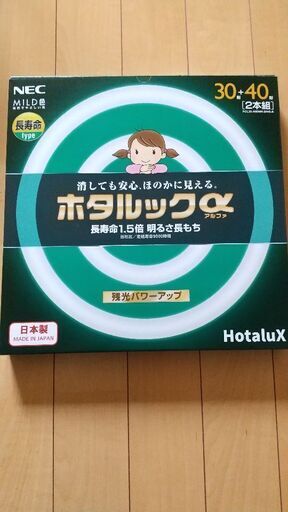 NEC
MILD色
長寿命
type
30形+40形
[2本組]
消しても安心、ほのかに見える。
ホタルックα
アルファ
長寿命1.5倍 明るさ長もち
残光パワーアップ
日本製
MADE IN JAPAN
HotaluX